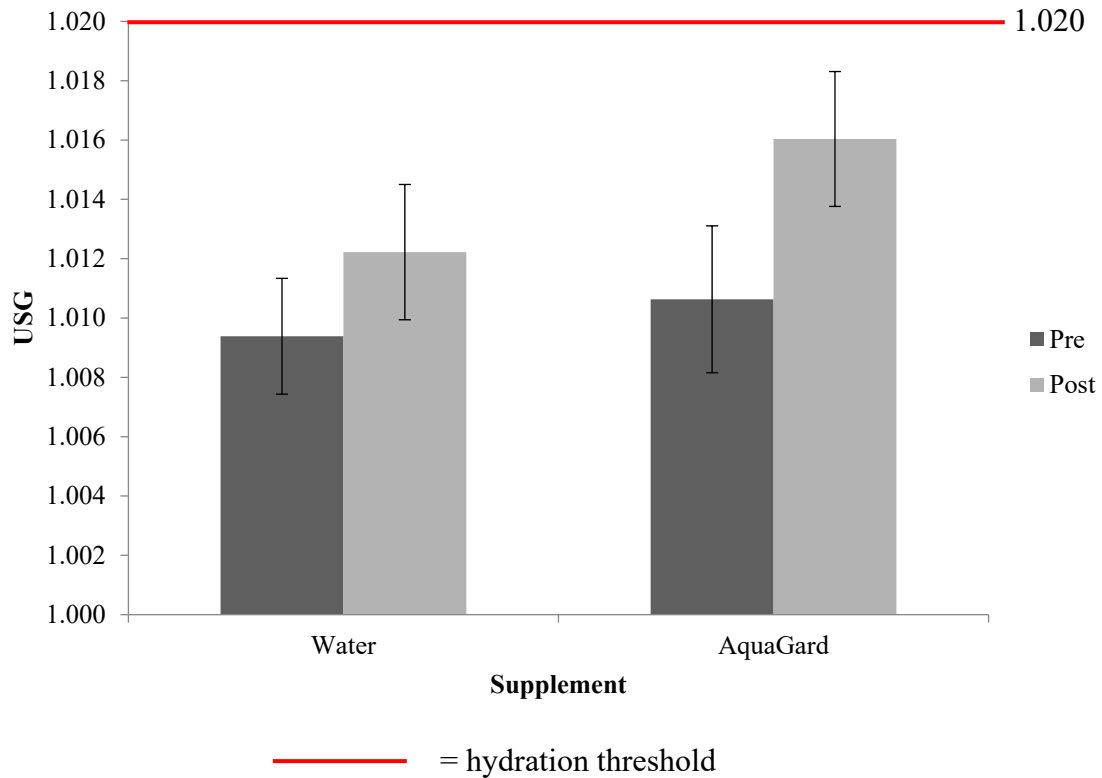 1.020
1.020
1.018
1.016
1.014
1.012
1.010
1.008
1.006
1.004
1.002
1.000
USG
Pre
Post
Water
AquaGard
Supplement
= hydration threshold